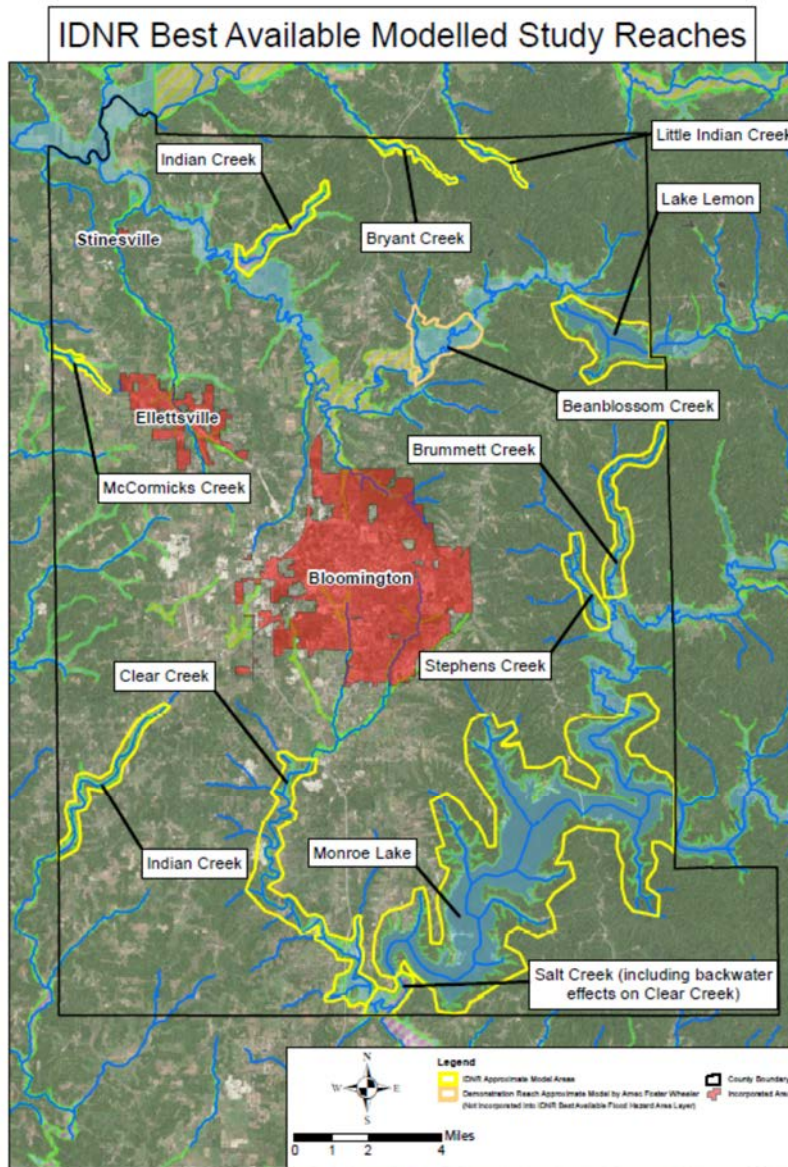 IDNR Best Available Modelled Study Reaches
Little Indian Creek
Indian Creek
Lake Lemon
Bryant Creek
Stinesville
Beanblossom Creek
Ellettsville
Brummett Creek
McCormicks Creek
Bloomington
Stephens Creek
Clear Creek
Indian Creek
Monroe Lake
Salt Creek (including backwater
effects on Clear Creek)
N
W
E
S
0 1 2 4
Miles
Legend
IDNR Approximate Model Areas
Demonstration Reach Approximate Model by Amec Foster Wheeler
(Not Incorporated into IDNR Best Available Flood Hazard Area Layer)
County Boundary
Incorporated Area